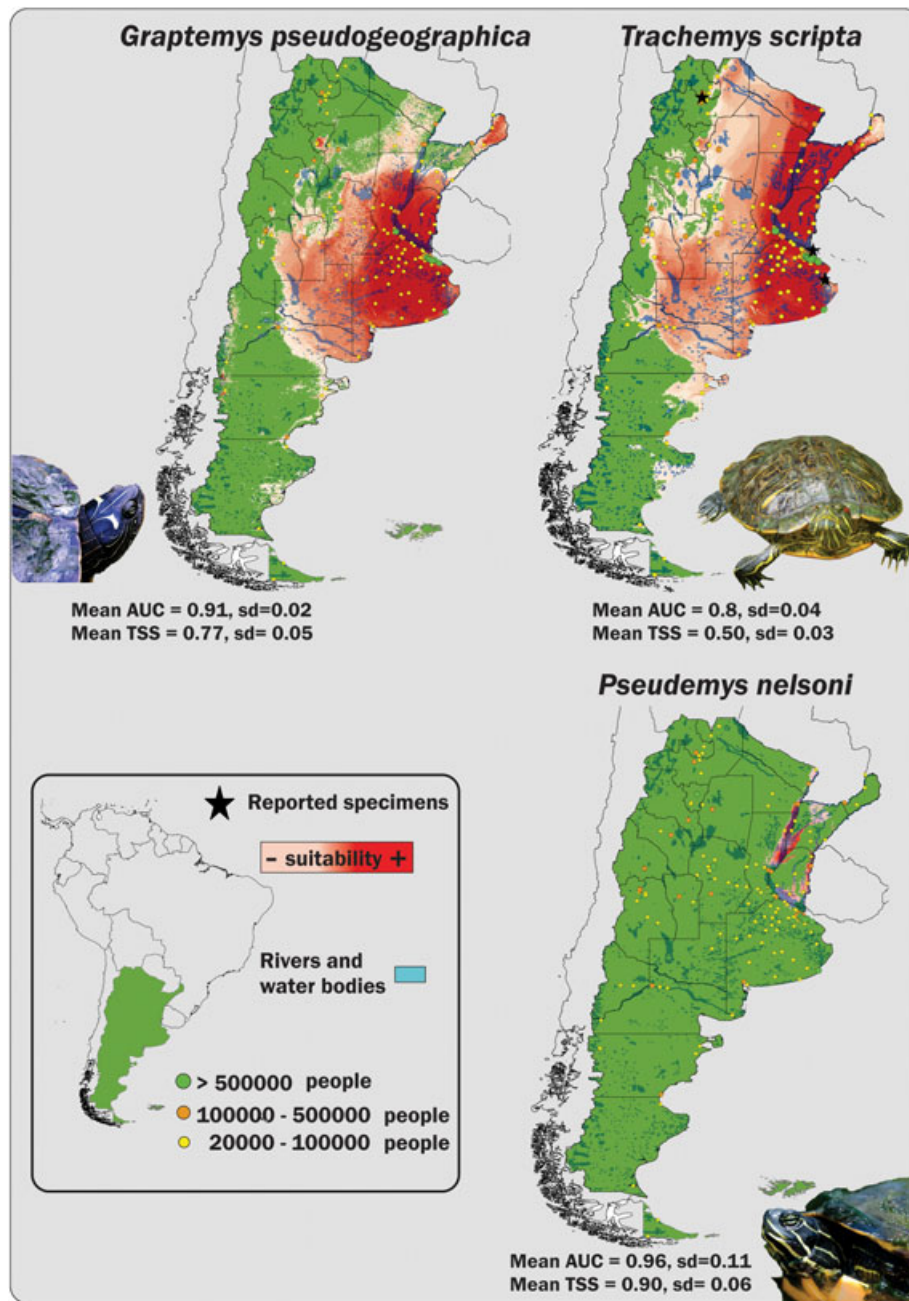 Graptemys pseudogeographica
Trachemys scripta
Mean AUC = 0.91, sd=0.02
Mean TSS = 0.77, sd= 0.05
Mean AUC = 0.8, sd=0.04
Mean TSS = 0.50, sd= 0.03
Pseudemys nelsoni
Reported specimens
- suitability +
Rivers and
water bodies
> 500000 people
100000 - 500000 people
20000 - 100000 people
Mean AUC = 0.96, sd=0.11
Mean TSS = 0.90, sd= 0.06